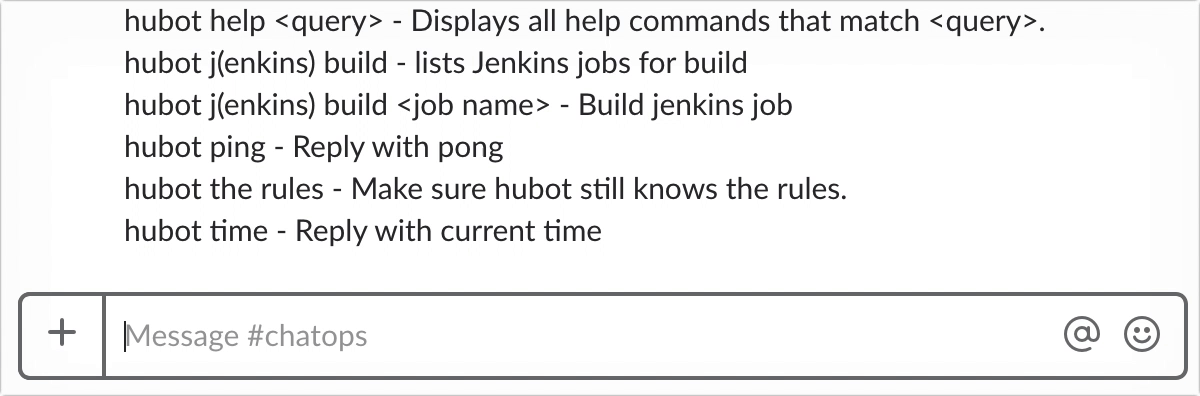 hubot help <query> - Displays all help commands that match <query>.
hubot j(enkins) build - lists Jenkins jobs for build
hubot j(enkins) build <job name> - Build jenkins job
hubot ping - Reply with pong
hubot the rules - Make sure hubot still knows the rules.
hubot time - Reply with current time
Message #chatops